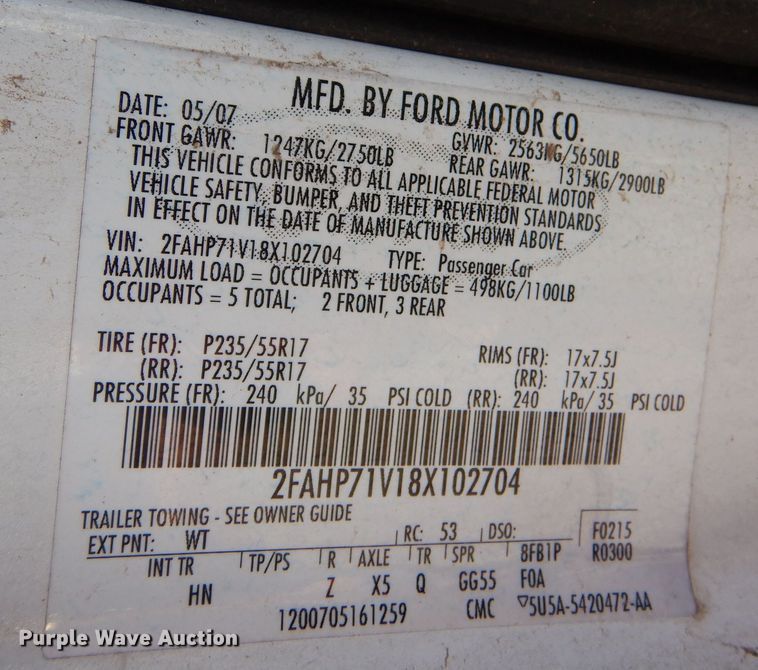 MFD. BY FORD MOTOR CO.
DATE: 05/07 GVWR: 2563KG/5650LB
FRONT GAWR: 1247KG/2750LB REAR GAWR: 1315KG/2900LB
THIS VEHICLE CONFORMS TO ALL APPLICABLE FEDERAL MOTOR
VEHICLE SAFETY, BUMPER, AND THEFT PREVENTION STANDARDS
IN EFFECT ON THE DATE OF MANUFACTURE SHOWN ABOVE.
VIN: 2FAHP71V18X102704 TYPE: Passenger Car
MAXIMUM LOAD = OCCUPANTS + LUGGAGE = 498KG/1100LB
OCCUPANTS = 5 TOTAL; 2 FRONT, 3 REAR
TIRE (FR): P235/55R17 RIMS (FR): 17x7.5J
(RR): P235/55R17 (RR): 17x7.5J
PRESSURE (FR): 240 kPa/ 35 PSI COLD (RR): 240 kPa/ 35 PSI COLD
2FAHP71V18X102704
TRAILER TOWING - SEE OWNER GUIDE
EXT PNT: WT RC: 53 DSO: F0215
INT TR TP/PS R AXLE TR SPR 8FB1P R0300
HN Z X5 Q GG55 F0A
1200705161259 CMC ▽5U5A-5420472-AA
Purple Wave Auction